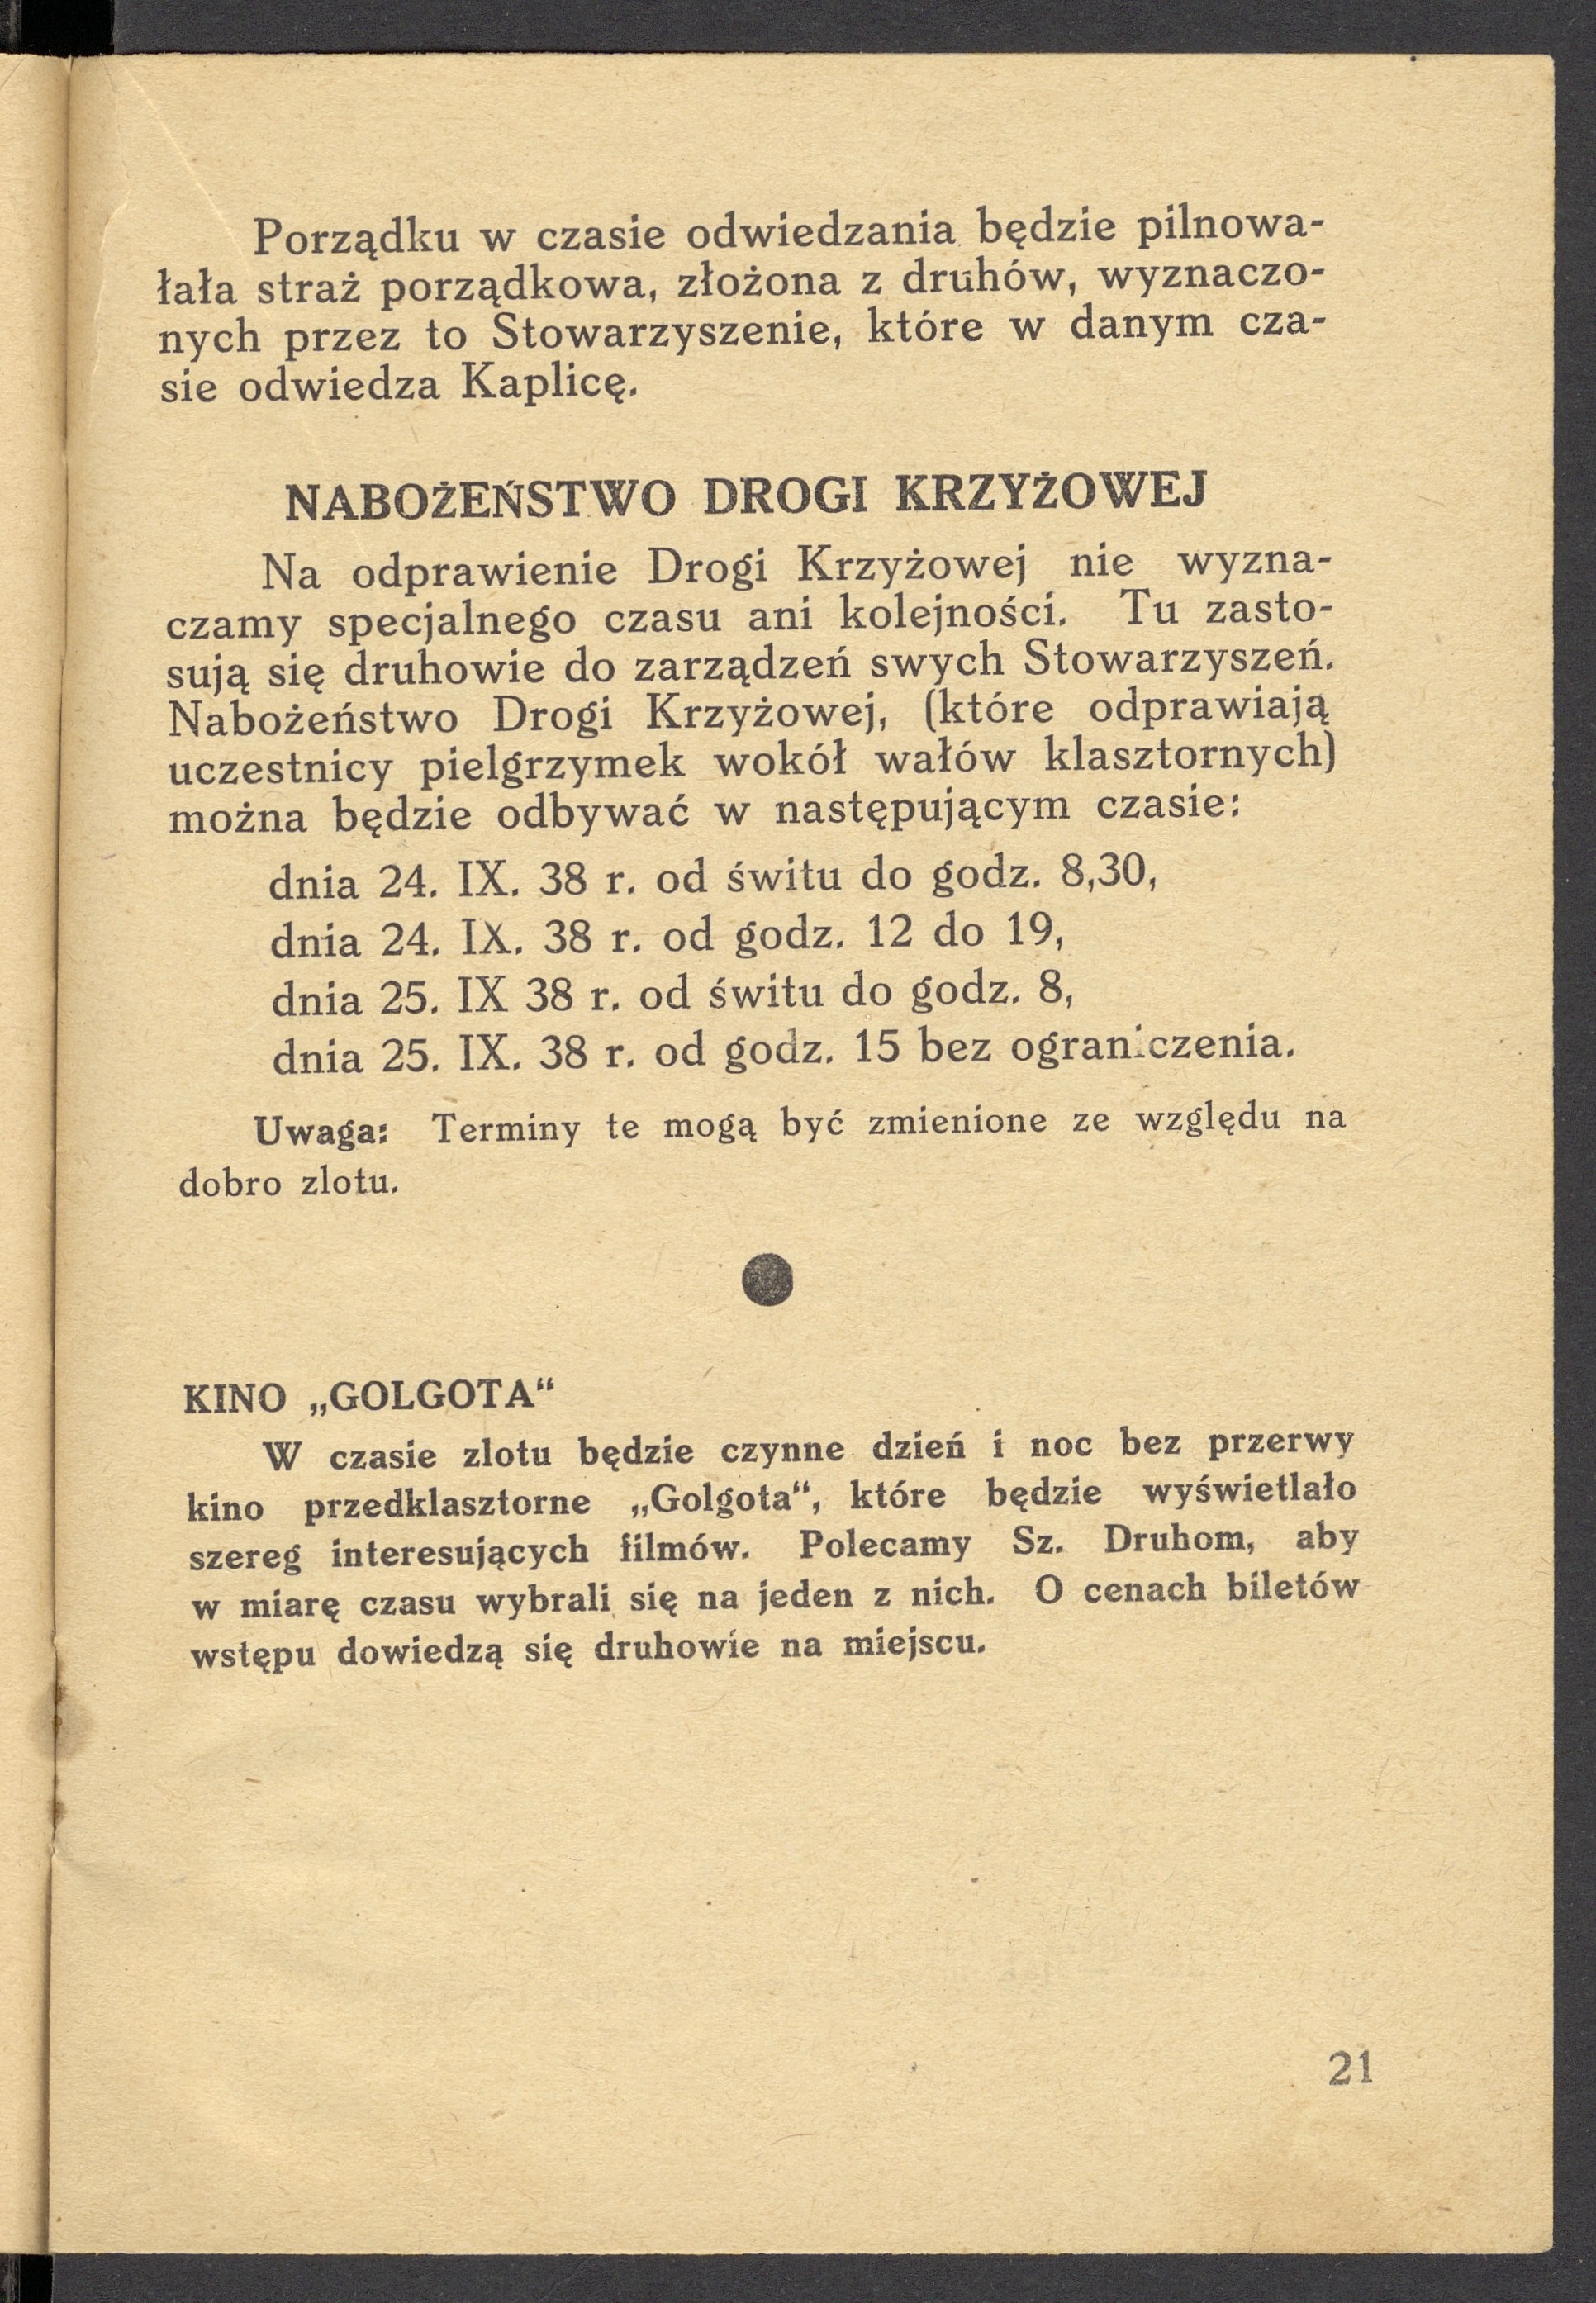 Porządku w czasie odwiedzania będzie pilnowa-
łała straż porządkowa, złożona z druhów, wyznaczo-
nych przez to Stowarzyszenie, które w danym cza-
sie odwiedza Kaplicę.
NABOŻEŃSTWO DROGI KRZYŻOWEJ
Na odprawienie Drogi Krzyżowej nie wyzna-
czamy specjalnego czasu ani kolejności. Tu zasto-
sują się druhowie do zarządzeń swych Stowarzyszeń.
Nabożeństwo Drogi Krzyżowej, (które odprawiają
uczestnicy pielgrzymek wokół wałów klasztornych)
można będzie odbywać w następującym czasie:
dnia 24. IX. 38 r. od świtu do godz. 8,30,
dnia 24. IX. 38 r. od godz. 12 do 19,
dnia 25. IX 38 r. od świtu do godz. 8,
dnia 25. IX. 38 r. od godz. 15 bez ograniczenia.
Uwaga: Terminy te mogą być zmienione ze względu na
dobro zlotu.
KINO „GOLGOTA“
W czasie zlotu będzie czynne dzień i noc bez przerwy
kino przedklasztorne „Golgota“, które będzie wyświetlało
szereg interesujących filmów. Polecamy Sz. Druhom, aby
w miarę czasu wybrali się na jeden z nich. O cenach biletów
wstępu dowiedzą się druhowie na miejscu.
21